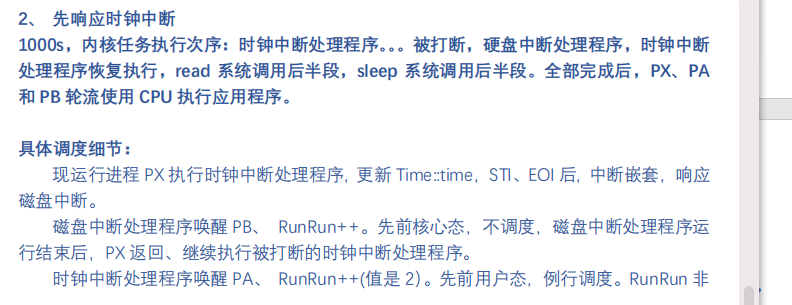 2、 先响应时钟中断
1000s，内核任务执行次序：时钟中断处理程序。。。被打断，硬盘中断处理程序，时钟中断
处理程序恢复执行，read 系统调用后半段，sleep 系统调用后半段。全部完成后，PX、PA
和 PB 轮流使用 CPU 执行应用程序。
具体调度细节：
现运行进程 PX 执行时钟中断处理程序, 更新 Time::time，STI、EOI 后, 中断嵌套，响应
磁盘中断。
磁盘中断处理程序唤醒 PB、 RunRun++。先前核心态，不调度，磁盘中断处理程序运
行结束后，PX 返回、继续执行被打断的时钟中断处理程序。
时钟中断处理程序唤醒 PA、 RunRun++(值是 2)。先前用户态，例行调度。RunRun 非